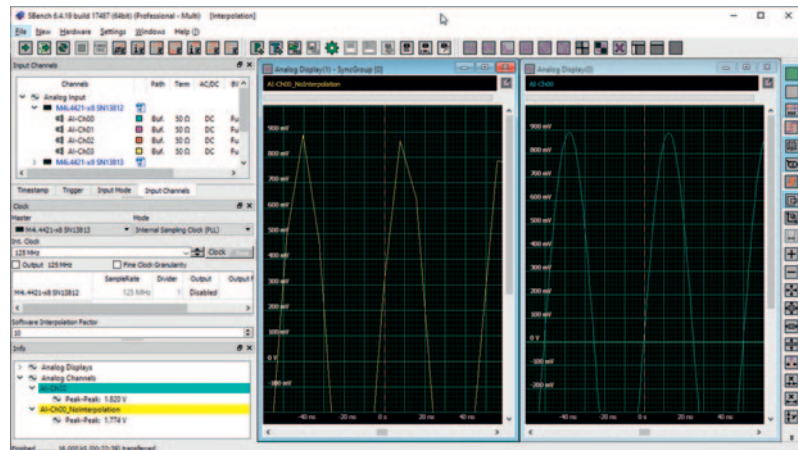 SBench 6.4.19 build 17487 (64bit) (Professional - Multi) [Interpolation]
File New Hardware Settings Windows Help
Input Channels
Channels Path Term AC/DC
Analog Input
M4i.4421-x8 SN13812
AI-Ch00 Buf. 50 Ω DC Fu
AI-Ch01 Buf. 50 Ω DC Fu
AI-Ch02 Buf. 50 Ω DC Fu
AI-Ch03 Buf. 50 Ω DC Fu
M4i.4421-x8 SN13813
Timestamp Trigger Input Mode Input Channels
Clock
Master Mode
M4i.4421-x8 SN13813 Internal Sampling Clock (PLL)
Int. Clock
125 MHz Clock
Output 125 MHz Fine Clock Granularity
SampleRate Divider Output Output
M4i.4421-x8 SN13812 125 MHz 1 Disabled
Software Interpolation Factor
10
Info
Analog Displays
Analog Channels
AI-Ch00
Peak-Peak: 1.820 V
AI-Ch00_NoInterpolation
Peak-Peak: 1.774 V
Analog Display(1) - SyncGroup [0]
AI-Ch00_NoInterpolation
900 mV
800 mV
700 mV
600 mV
500 mV
400 mV
300 mV
200 mV
100 mV
0 V
-100 mV
-40 ns -20 ns 0 s 20 ns 40 ns
Analog Display(0)
AI-Ch00
900 mV
800 mV
700 mV
600 mV
500 mV
400 mV
300 mV
200 mV
100 mV
0 V
-100 mV
-200 mV
-40 ns -20 ns 0 s 20 ns 40 ns